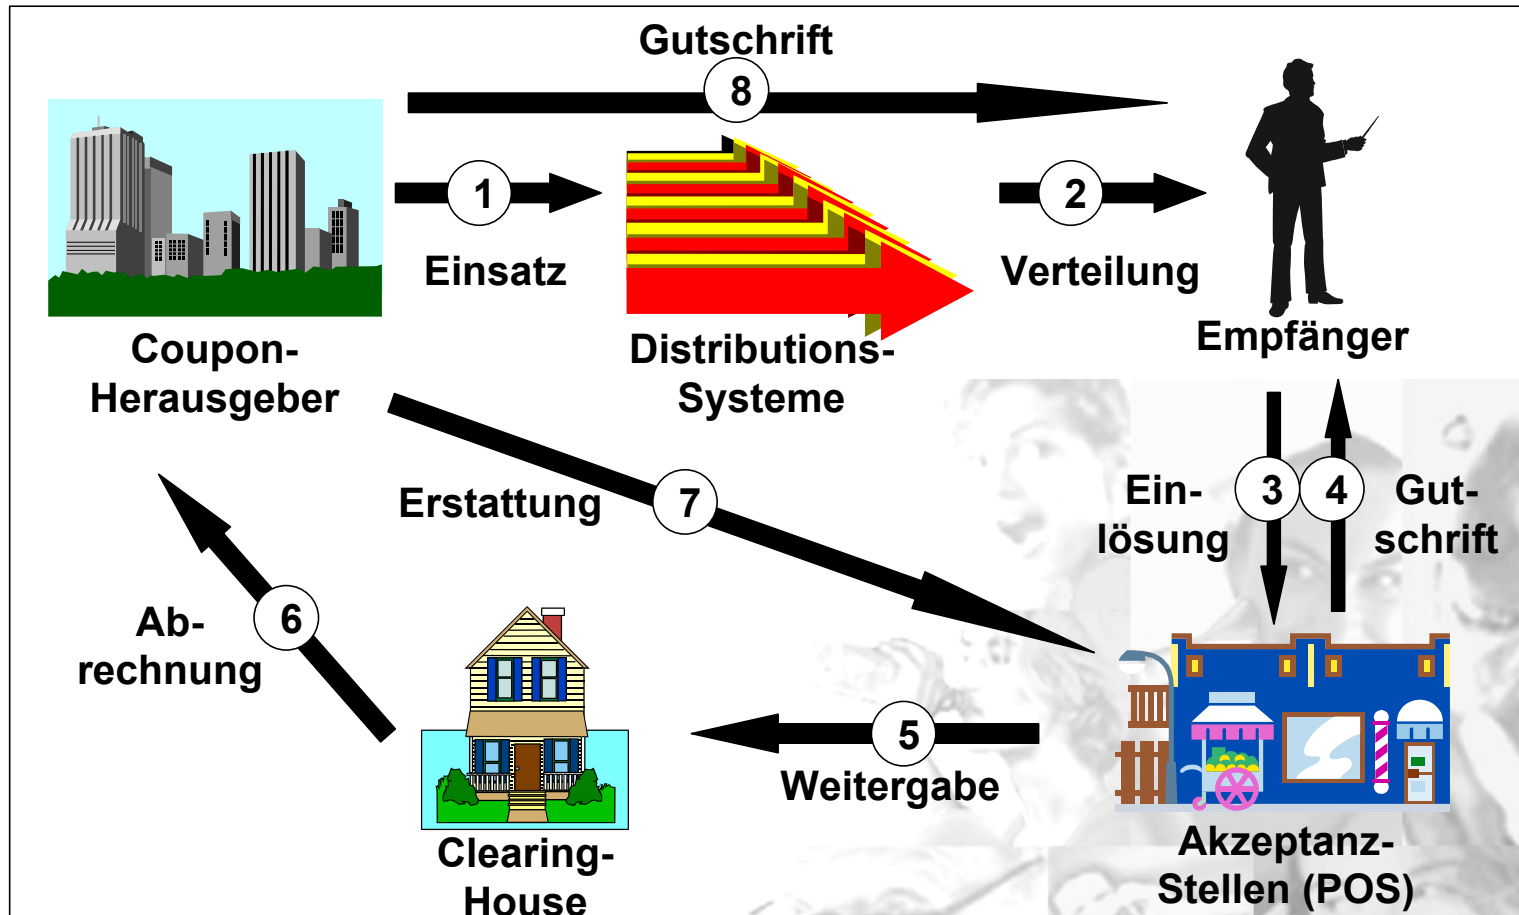 Gutschrift
8
1
2
Einsatz
Verteilung
Coupon-
Herausgeber
Distributions-
Systeme
Empfänger
Erstattung
7
Ein-
lösung
3
4
Gut-
schrift
Ab-
rechnung
6
5
Weitergabe
Clearing-
House
Akzeptanz-
Stellen (POS)